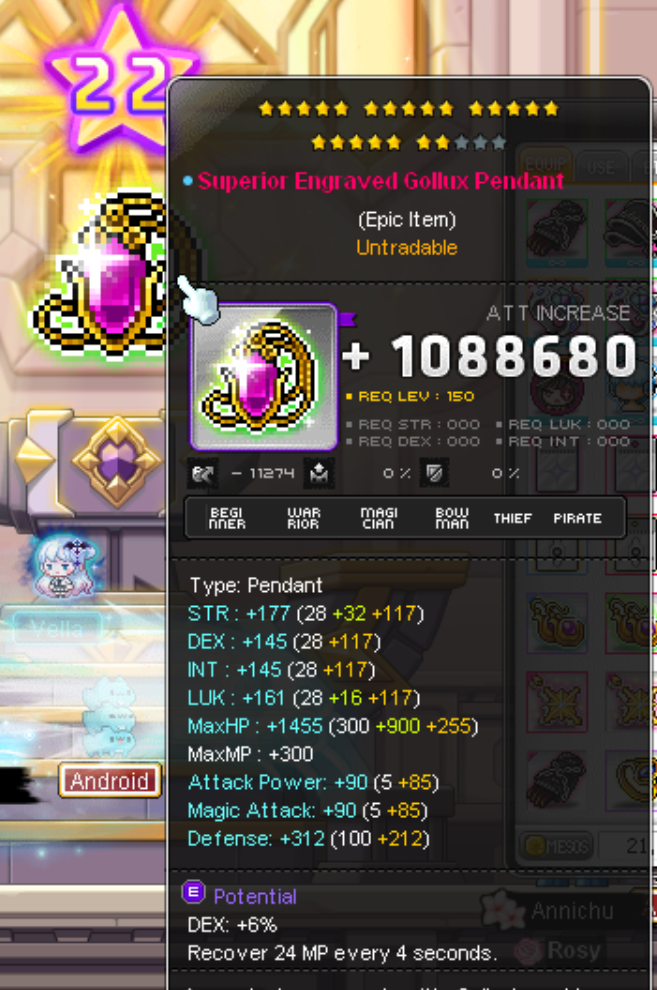 22
Superior Engraved Gollux Pendant
(Epic Item)
Untradable
EQUIP USE
ATT INCREASE
+ 1088680
REQ LEV : 150
REQ STR : 000 REQ LUK : 000
REQ DEX : 000 REQ INT : 000
- 11274 0 % 0 %
BEGINNER WARRIOR MAGICIAN BOWMAN THIEF PIRATE
Type: Pendant
STR : +177 (28 +32 +117)
DEX : +145 (28 +117)
INT : +145 (28 +117)
LUK : +161 (28 +16 +117)
MaxHP : +1455 (300 +900 +255)
MaxMP : +300
Attack Power: +90 (5 +85)
Magic Attack: +90 (5 +85)
Defense: +312 (100 +212)
Vella
Android
MESOS 21,
E Potential
DEX: +6%
Recover 24 MP every 4 seconds.
Annichu
Rosy